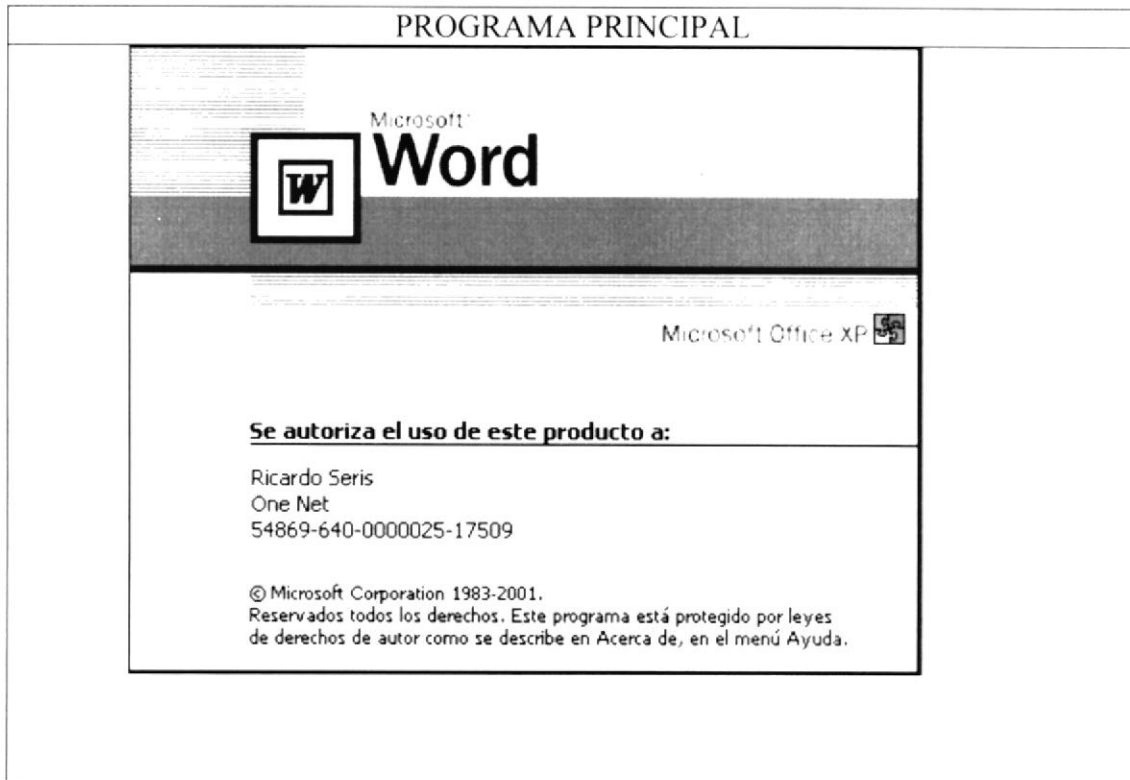 PROGRAMA PRINCIPAL
Microsoft
Word
W
Microsoft Office XP
Se autoriza el uso de este producto a:
Ricardo Seris
One Net
54869-640-0000025-17509
© Microsoft Corporation 1983-2001.
Reservados todos los derechos. Este programa está protegido por leyes
de derechos de autor como se describe en Acerca de, en el menú Ayuda.